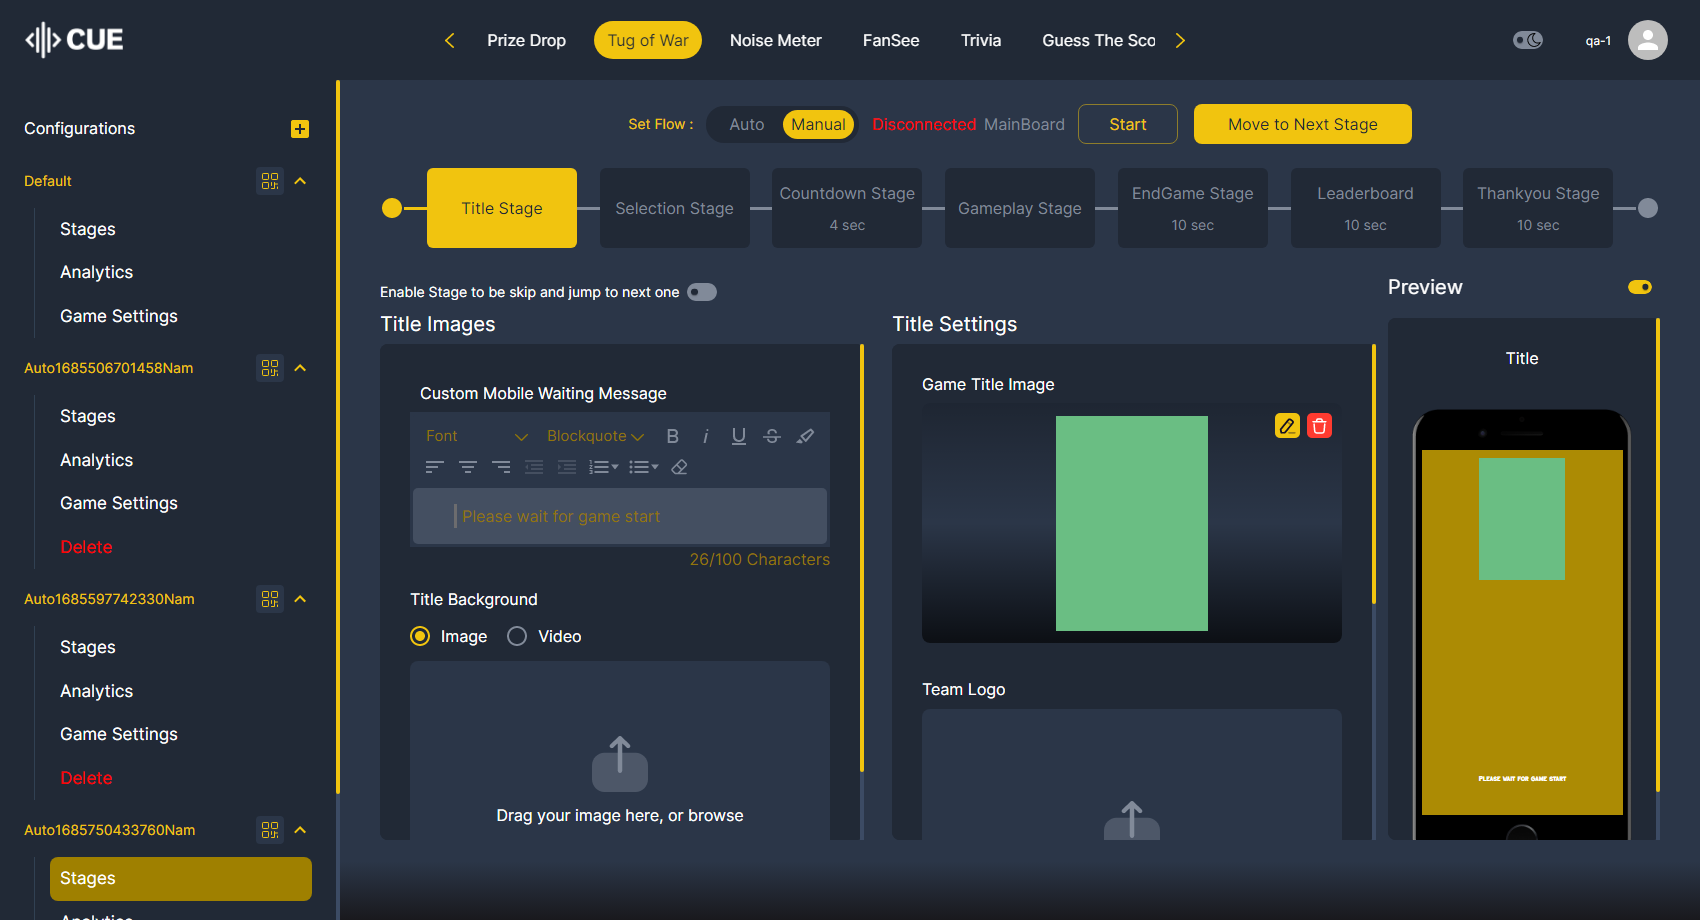 CUE
Prize Drop
Tug of War
Noise Meter
FanSee
Trivia
Guess The Sco
qa-1
Configurations
Default
Stages
Analytics
Game Settings
Auto1685506701458Nam
Stages
Analytics
Game Settings
Delete
Auto1685597742330Nam
Stages
Analytics
Game Settings
Delete
Auto1685750433760Nam
Stages
Analytics
Set Flow :
Auto
Manual
Disconnected MainBoard
Start
Move to Next Stage
Title Stage
Selection Stage
Countdown Stage
4 sec
Gameplay Stage
EndGame Stage
10 sec
Leaderboard
10 sec
Thankyou Stage
10 sec
Enable Stage to be skip and jump to next one
Title Images
Custom Mobile Waiting Message
Font
Blockquote
B
i
U
S
Please wait for game start
26/100 Characters
Title Background
Image
Video
Drag your image here, or browse
Title Settings
Game Title Image
Team Logo
Preview
Title
Please wait for game start